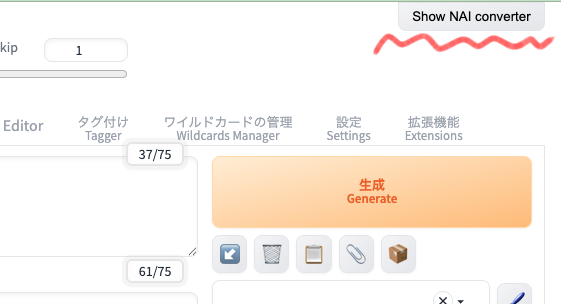 Show NAI converter
kip
1
Editor
タグ付け
Tagger
ワイルドカードの管理
Wildcards Manager
設定
Settings
拡張機能
Extensions
37/75
生成
Generate
61/75